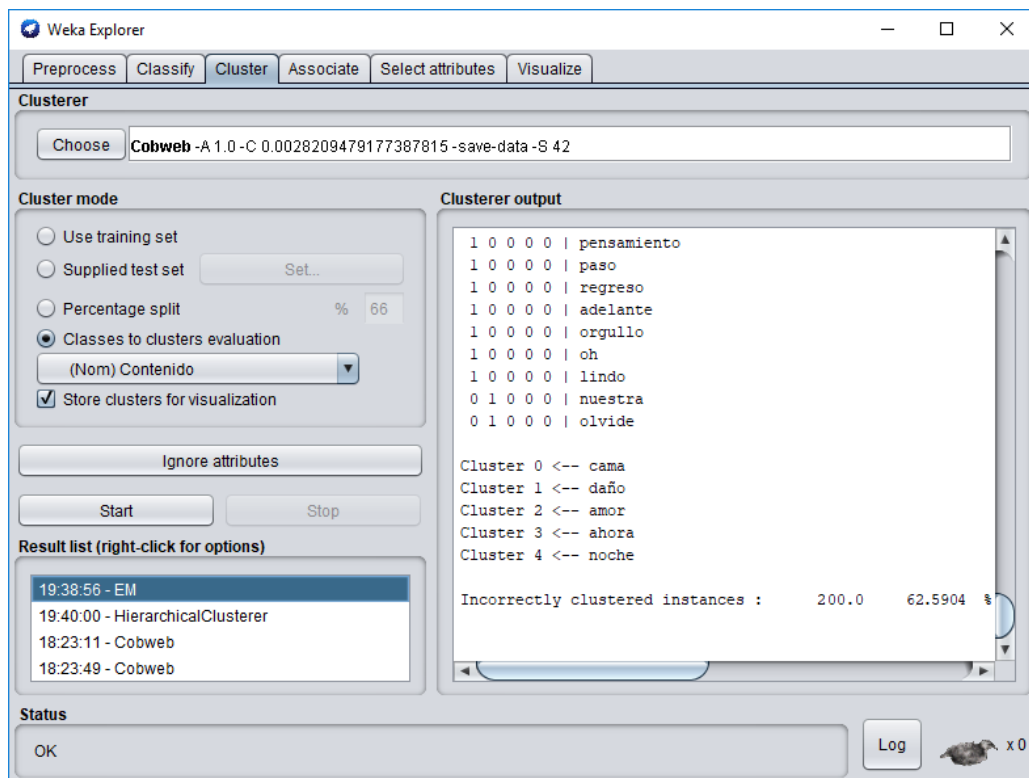 Weka Explorer
Preprocess Classify Cluster Associate Select attributes Visualize
Clusterer
Choose Cobweb -A 1.0 -C 0.0028209479177387815 -save-data -S 42
Cluster mode
Use training set
Supplied test set Set...
Percentage split % 66
Classes to clusters evaluation
(Nom) Contenido
Store clusters for visualization
Ignore attributes
Start Stop
Result list (right-click for options)
19:38:56 - EM
19:40:00 - HierarchicalClusterer
18:23:11 - Cobweb
18:23:49 - Cobweb
Clusterer output
1 0 0 0 0 | pensamiento
1 0 0 0 0 | paso
1 0 0 0 0 | regreso
1 0 0 0 0 | adelante
1 0 0 0 0 | orgullo
1 0 0 0 0 | oh
1 0 0 0 0 | lindo
0 1 0 0 0 | nuestra
0 1 0 0 0 | olvide
Cluster 0 <-- cama
Cluster 1 <-- daño
Cluster 2 <-- amor
Cluster 3 <-- ahora
Cluster 4 <-- noche
Incorrectly clustered instances : 200.0 62.5904 %
Status
OK
Log x 0